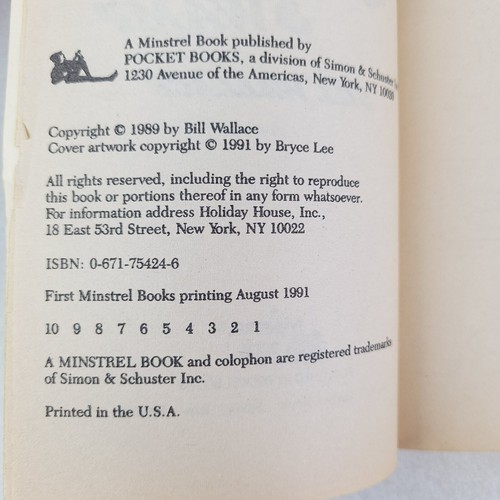 A Minstrel Book published by
POCKET BOOKS, a division of Simon & Schuster
1230 Avenue of the Americas, New York, NY 10020
Copyright © 1989 by Bill Wallace
Cover artwork copyright © 1991 by Bryce Lee
All rights reserved, including the right to reproduce
this book or portions thereof in any form whatsoever.
For information address Holiday House, Inc.,
18 East 53rd Street, New York, NY 10022
ISBN: 0-671-75424-6
First Minstrel Books printing August 1991
10 9 8 7 6 5 4 3 2 1
A MINSTREL BOOK and colophon are registered trademarks
of Simon & Schuster Inc.
Printed in the U.S.A.